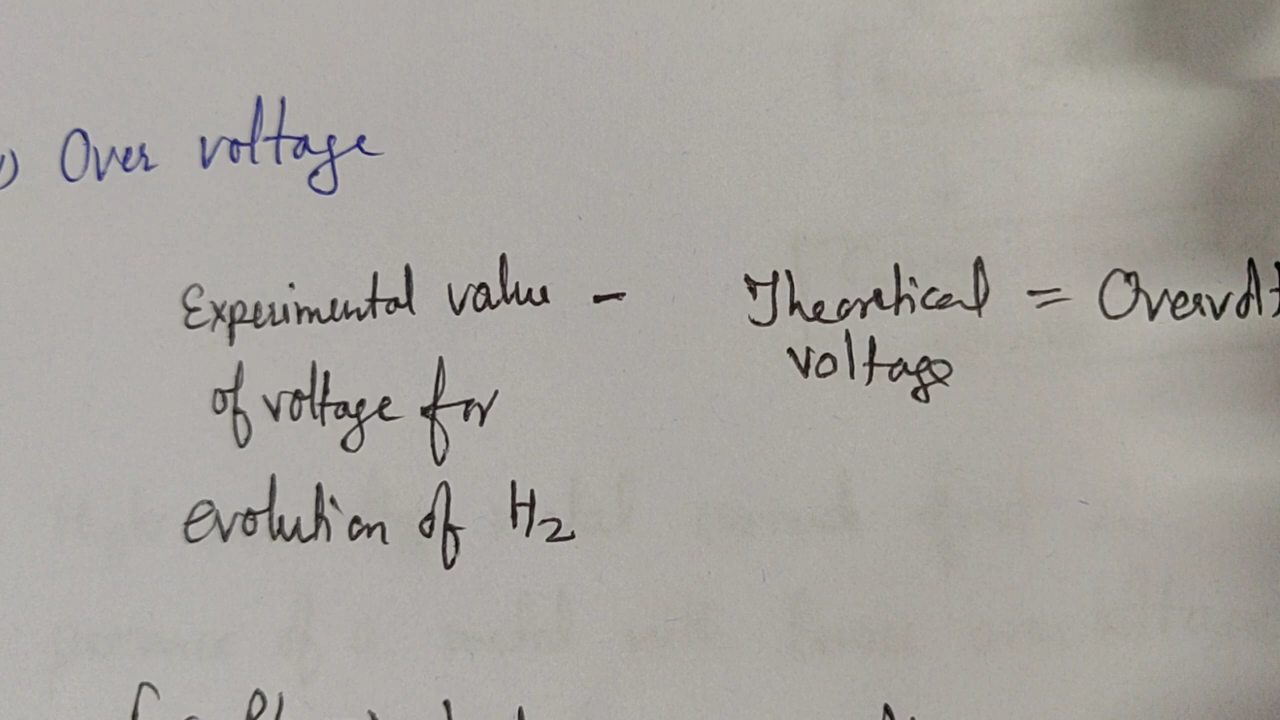 Over voltage
Experimental value - Theoretical = Overvolt
of voltage for voltage
evolution of H2